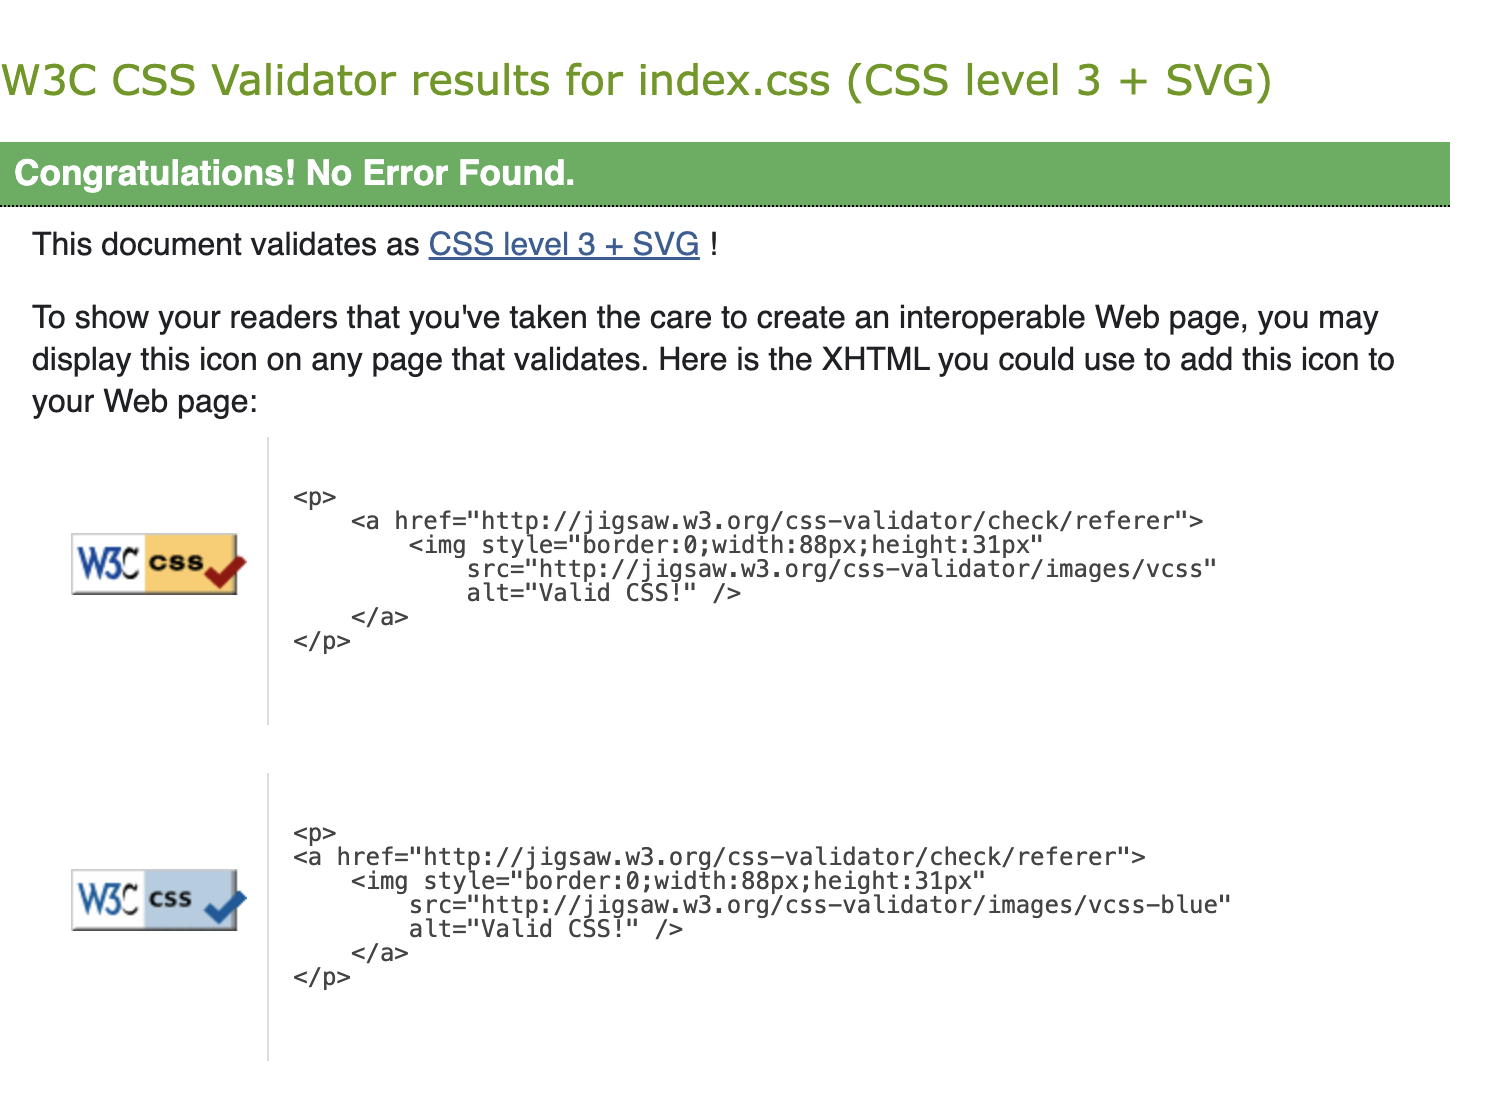 W3C CSS Validator results for index.css (CSS level 3 + SVG)
Congratulations! No Error Found.
This document validates as CSS level 3 + SVG !
To show your readers that you've taken the care to create an interoperable Web page, you may
display this icon on any page that validates. Here is the XHTML you could use to add this icon to
your Web page:
W3C css
<p>
    <a href="http://jigsaw.w3.org/css-validator/check/referer">
        <img style="border:0;width:88px;height:31px"
            src="http://jigsaw.w3.org/css-validator/images/vcss"
            alt="Valid CSS!" />
    </a>
</p>
W3C css
<p>
<a href="http://jigsaw.w3.org/css-validator/check/referer">
    <img style="border:0;width:88px;height:31px"
        src="http://jigsaw.w3.org/css-validator/images/vcss-blue"
        alt="Valid CSS!" />
    </a>
</p>